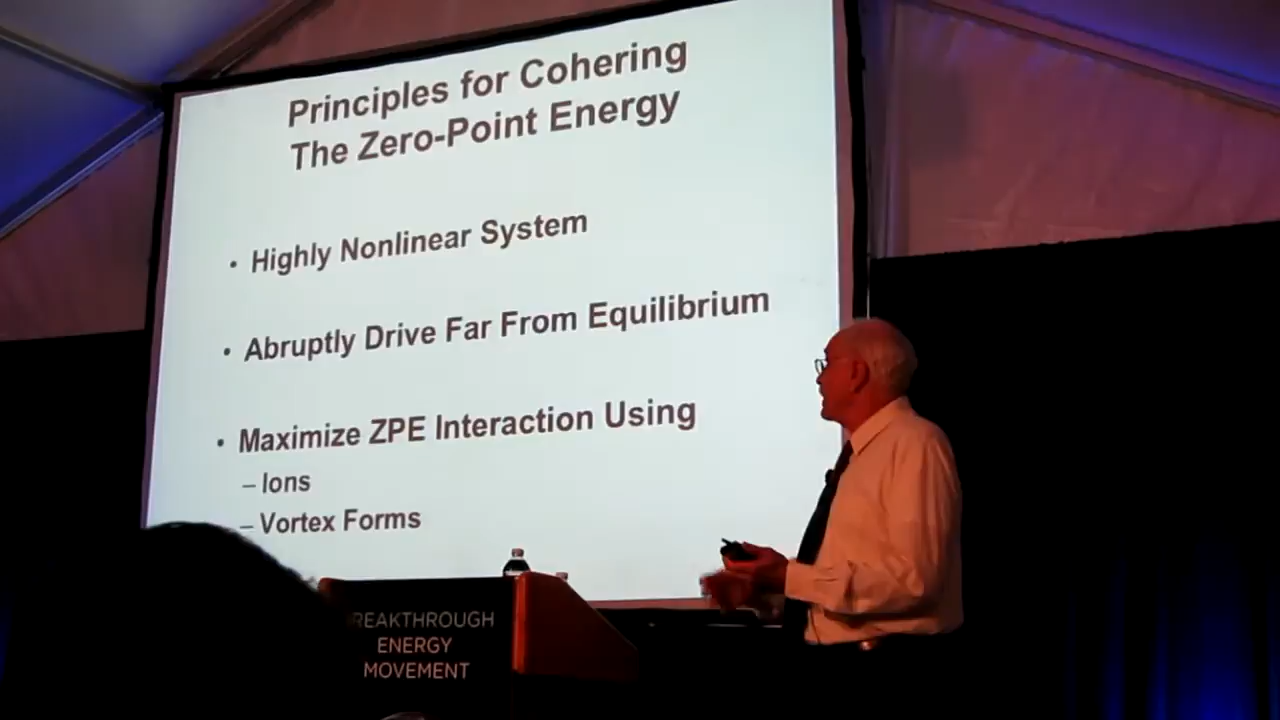 Principles for Cohering
The Zero-Point Energy
• Highly Nonlinear System
• Abruptly Drive Far From Equilibrium
• Maximize ZPE Interaction Using
– Ions
– Vortex Forms
REAKTHROUGH
ENERGY
MOVEMENT